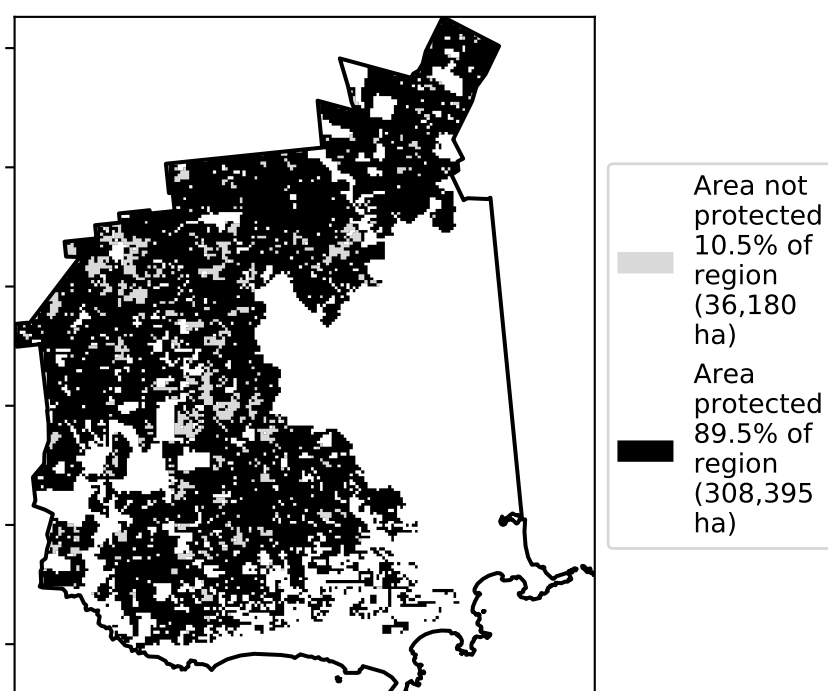 Area not
protected
10.5% of
region
(36,180
ha)
Area
protected
89.5% of
region
(308,395
ha)